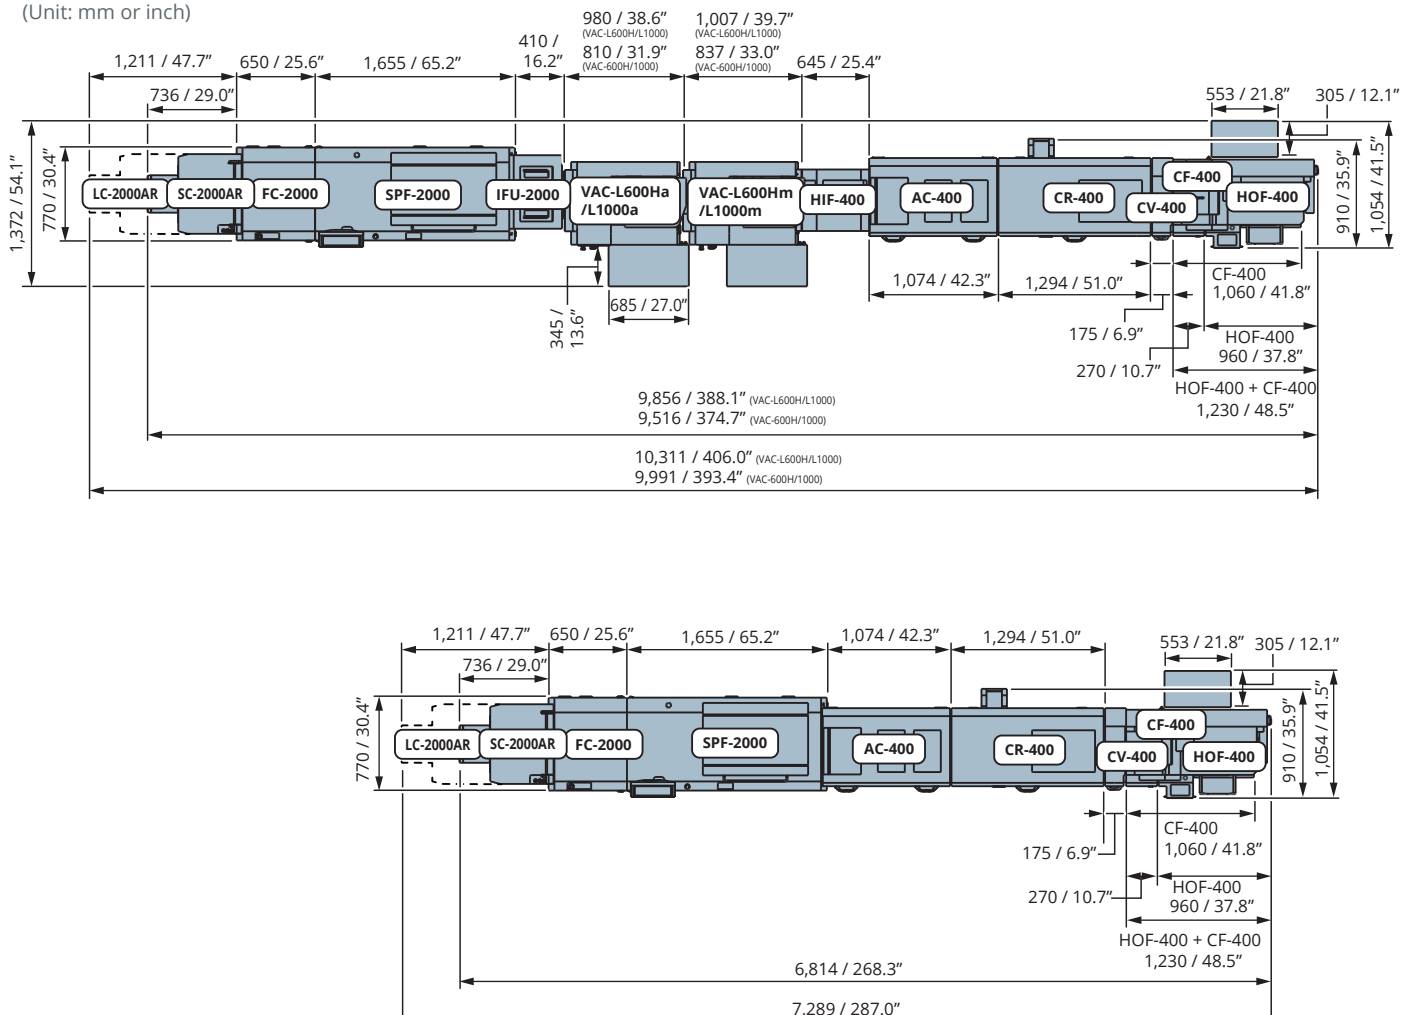 (Unit: mm or inch)
980 / 38.6”
(VAC-L600H/L1000)
810 / 31.9”
(VAC-600H/1000)
1,007 / 39.7”
(VAC-L600H/L1000)
837 / 33.0”
(VAC-600H/1000)
410 /
16.2”
1,211 / 47.7”
650 / 25.6”
1,655 / 65.2”
645 / 25.4”
736 / 29.0”
553 / 21.8”
305 / 12.1”
1,372 / 54.1”
770 / 30.4”
LC-2000AR
SC-2000AR
FC-2000
SPF-2000
IFU-2000
VAC-L600Ha
/L1000a
VAC-L600Hm
/L1000m
HIF-400
AC-400
CR-400
CV-400
CF-400
HOF-400
910 / 35.9”
1,054 / 41.5”
345 /
13.6”
685 / 27.0”
1,074 / 42.3”
1,294 / 51.0”
CF-400
1,060 / 41.8”
175 / 6.9”
HOF-400
960 / 37.8”
270 / 10.7”
HOF-400 + CF-400
1,230 / 48.5”
9,856 / 388.1” (VAC-L600H/L1000)
9,516 / 374.7” (VAC-600H/1000)
10,311 / 406.0” (VAC-L600H/L1000)
9,991 / 393.4” (VAC-600H/1000)
1,211 / 47.7”
650 / 25.6”
1,655 / 65.2”
1,074 / 42.3”
1,294 / 51.0”
553 / 21.8”
305 / 12.1”
736 / 29.0”
770 / 30.4”
LC-2000AR
SC-2000AR
FC-2000
SPF-2000
AC-400
CR-400
CV-400
CF-400
HOF-400
910 / 35.9”
1,054 / 41.5”
CF-400
1,060 / 41.8”
175 / 6.9”
HOF-400
960 / 37.8”
270 / 10.7”
HOF-400 + CF-400
1,230 / 48.5”
6,814 / 268.3”
7,289 / 287.0”